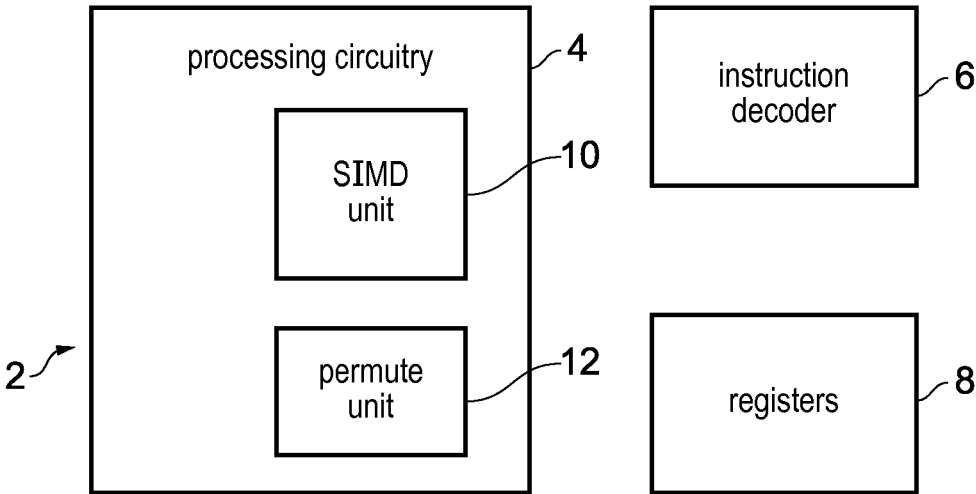 processing circuitry
4
instruction
decoder
6
SIMD
unit
10
2
permute
unit
12
registers
8